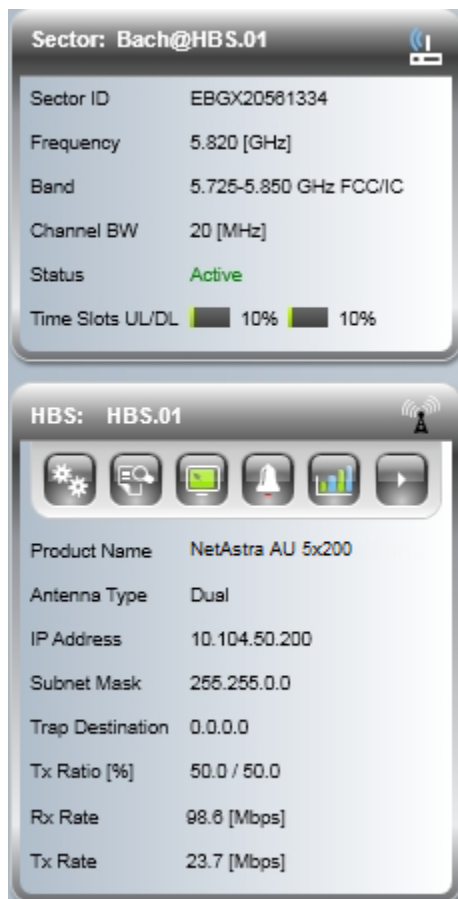 Sector: Bach@HBS.01
Sector ID EBGX20561334
Frequency 5.820 [GHz]
Band 5.725-5.850 GHz FCC/IC
Channel BW 20 [MHz]
Status Active
Time Slots UL/DL 10% 10%
HBS: HBS.01
Product Name NetAstra AU 5x200
Antenna Type Dual
IP Address 10.104.50.200
Subnet Mask 255.255.0.0
Trap Destination 0.0.0.0
Tx Ratio [%] 50.0 / 50.0
Rx Rate 98.6 [Mbps]
Tx Rate 23.7 [Mbps]